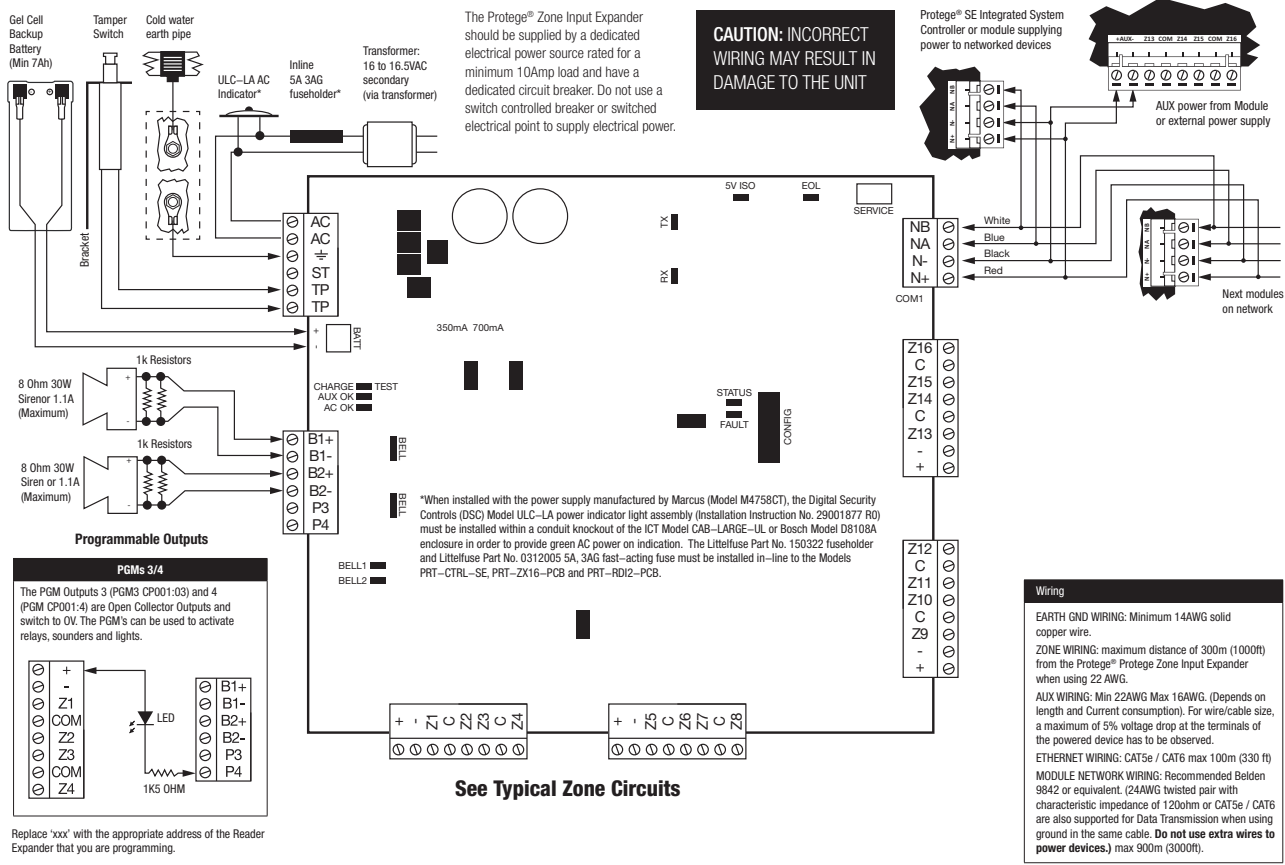 Gel Cell
Backup
Battery
(Min 7Ah)
Tamper
Switch
Cold water
earth pipe
ULC–LA AC
Indicator*
Inline
5A 3AG
fuseholder*
Transformer:
16 to 16.5VAC
secondary
(via transformer)
The Protege® Zone Input Expander
should be supplied by a dedicated
electrical power source rated for a
minimum 10Amp load and have a
dedicated circuit breaker. Do not use a
switch controlled breaker or switched
electrical point to supply electrical power.
CAUTION: INCORRECT
WIRING MAY RESULT IN
DAMAGE TO THE UNIT
Protege® SE Integrated System
Controller or module supplying
power to networked devices
+AUX- Z13 COM Z14 Z15 COM Z16
AUX power from Module
or external power supply
NB
NA
N-
N+
Bracket
AC
AC
ST
TP
TP
+
-
BATT
5V ISO
EOL
SERVICE
TX
RX
350mA 700mA
NB
NA
N-
N+
COM1
White
Blue
Black
Red
NB
NA
N-
N+
Next modules
on network
1k Resistors
8 Ohm 30W
Sirenor 1.1A
(Maximum)
+
-
1k Resistors
8 Ohm 30W
Siren or 1.1A
(Maximum)
+
-
CHARGE TEST
AUX OK
AC OK
B1+
B1-
B2+
B2-
P3
P4
BELL
BELL
STATUS
FAULT
CONFIG
Z16
C
Z15
Z14
C
Z13
-
+
*When installed with the power supply manufactured by Marcus (Model M4758CT), the Digital Security
Controls (DSC) Model ULC–LA power indicator light assembly (Installation Instruction No. 29001877 R0)
must be installed within a conduit knockout of the ICT Model CAB–LARGE–UL or Bosch Model D8108A
enclosure in order to provide green AC power on indication. The Littelfuse Part No. 150322 fuseholder
and Littelfuse Part No. 0312005 5A, 3AG fast–acting fuse must be installed in–line to the Models
PRT–CTRL–SE, PRT–ZX16–PCB and PRT–RDI2–PCB.
BELL1
BELL2
Z12
C
Z11
Z10
C
Z9
-
+
+ - Z1 C Z2 Z3 C Z4
+ - Z5 C Z6 Z7 C Z8
See Typical Zone Circuits
Programmable Outputs
PGMs 3/4
The PGM Outputs 3 (PGM3 CP001:03) and 4
(PGM CP001:4) are Open Collector Outputs and
switch to 0V. The PGM's can be used to activate
relays, sounders and lights.
+
-
Z1
COM
Z2
Z3
COM
Z4
LED
1K5 OHM
B1+
B1-
B2+
B2-
P3
P4
Replace 'xxx' with the appropriate address of the Reader
Expander that you are programming.
Wiring
EARTH GND WIRING: Minimum 14AWG solid
copper wire.
ZONE WIRING: maximum distance of 300m (1000ft)
from the Protege® Protege Zone Input Expander
when using 22 AWG.
AUX WIRING: Min 22AWG Max 16AWG. (Depends on
length and Current consumption). For wire/cable size,
a maximum of 5% voltage drop at the terminals of
the powered device has to be observed.
ETHERNET WIRING: CAT5e / CAT6 max 100m (330 ft)
MODULE NETWORK WIRING: Recommended Belden
9842 or equivalent. (24AWG twisted pair with
characteristic impedance of 120ohm or CAT5e / CAT6
are also supported for Data Transmission when using
ground in the same cable. Do not use extra wires to
power devices.) max 900m (3000ft).